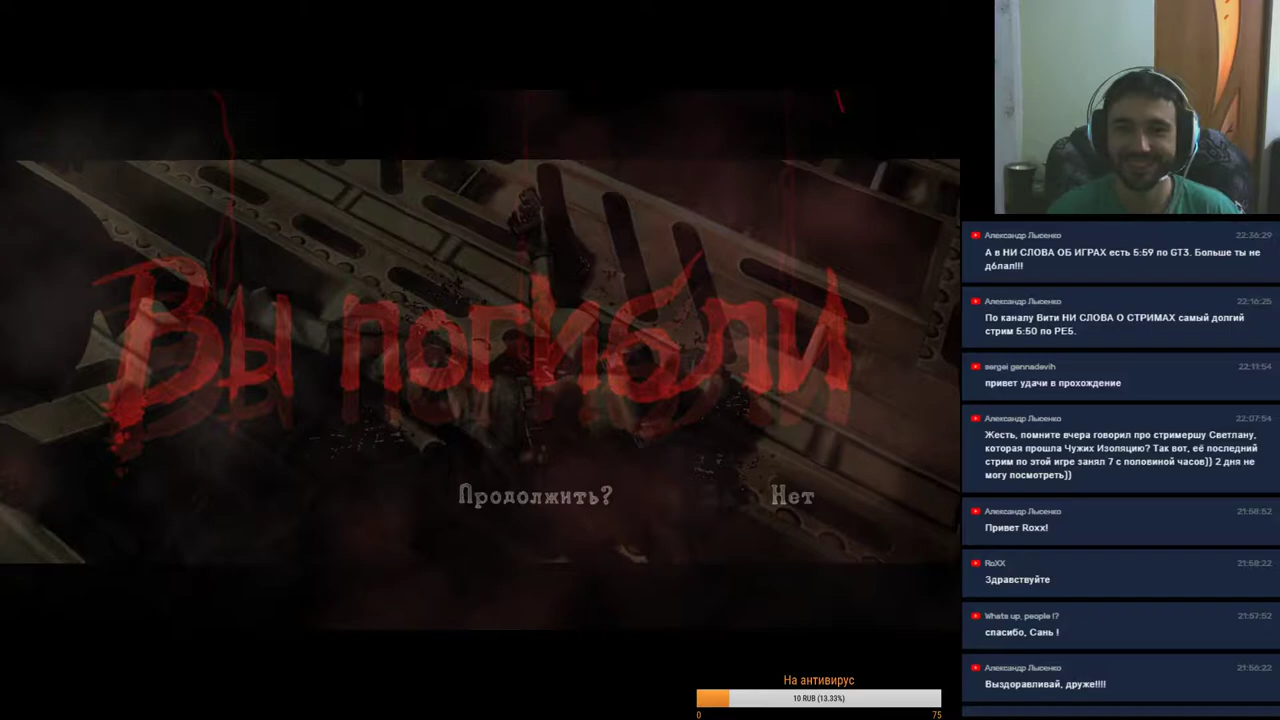 Вы погибли
Продолжить?
Нет
На антивирус
10 RUB (13.33%)
0
75
Александр Лысенко
22:36:29
А в НИ СЛОВА ОБ ИГРАХ есть 5:59 по GT3. Больше ты не
д6лал!!!
Александр Лысенко
22:16:25
По каналу Вити НИ СЛОВА О СТРИМАХ самый долгий
стрим 5:50 по РЕ5.
sergei gennadevih
22:11:54
привет удачи в прохождение
Александр Лысенко
22:07:54
Жесть, помните вчера говорил про стримершу Светлану,
которая прошла Чужих Изоляцию? Так вот, её последний
стрим по этой игре занял 7 с половиной часов)) 2 дня не
могу посмотреть))
Александр Лысенко
21:58:52
Привет Roxx!
RoXX
21:58:22
Здравствуйте
Whats up, people !?
21:57:52
спасибо, Сань !
Александр Лысенко
21:56:22
Выздоравливай, друже!!!!